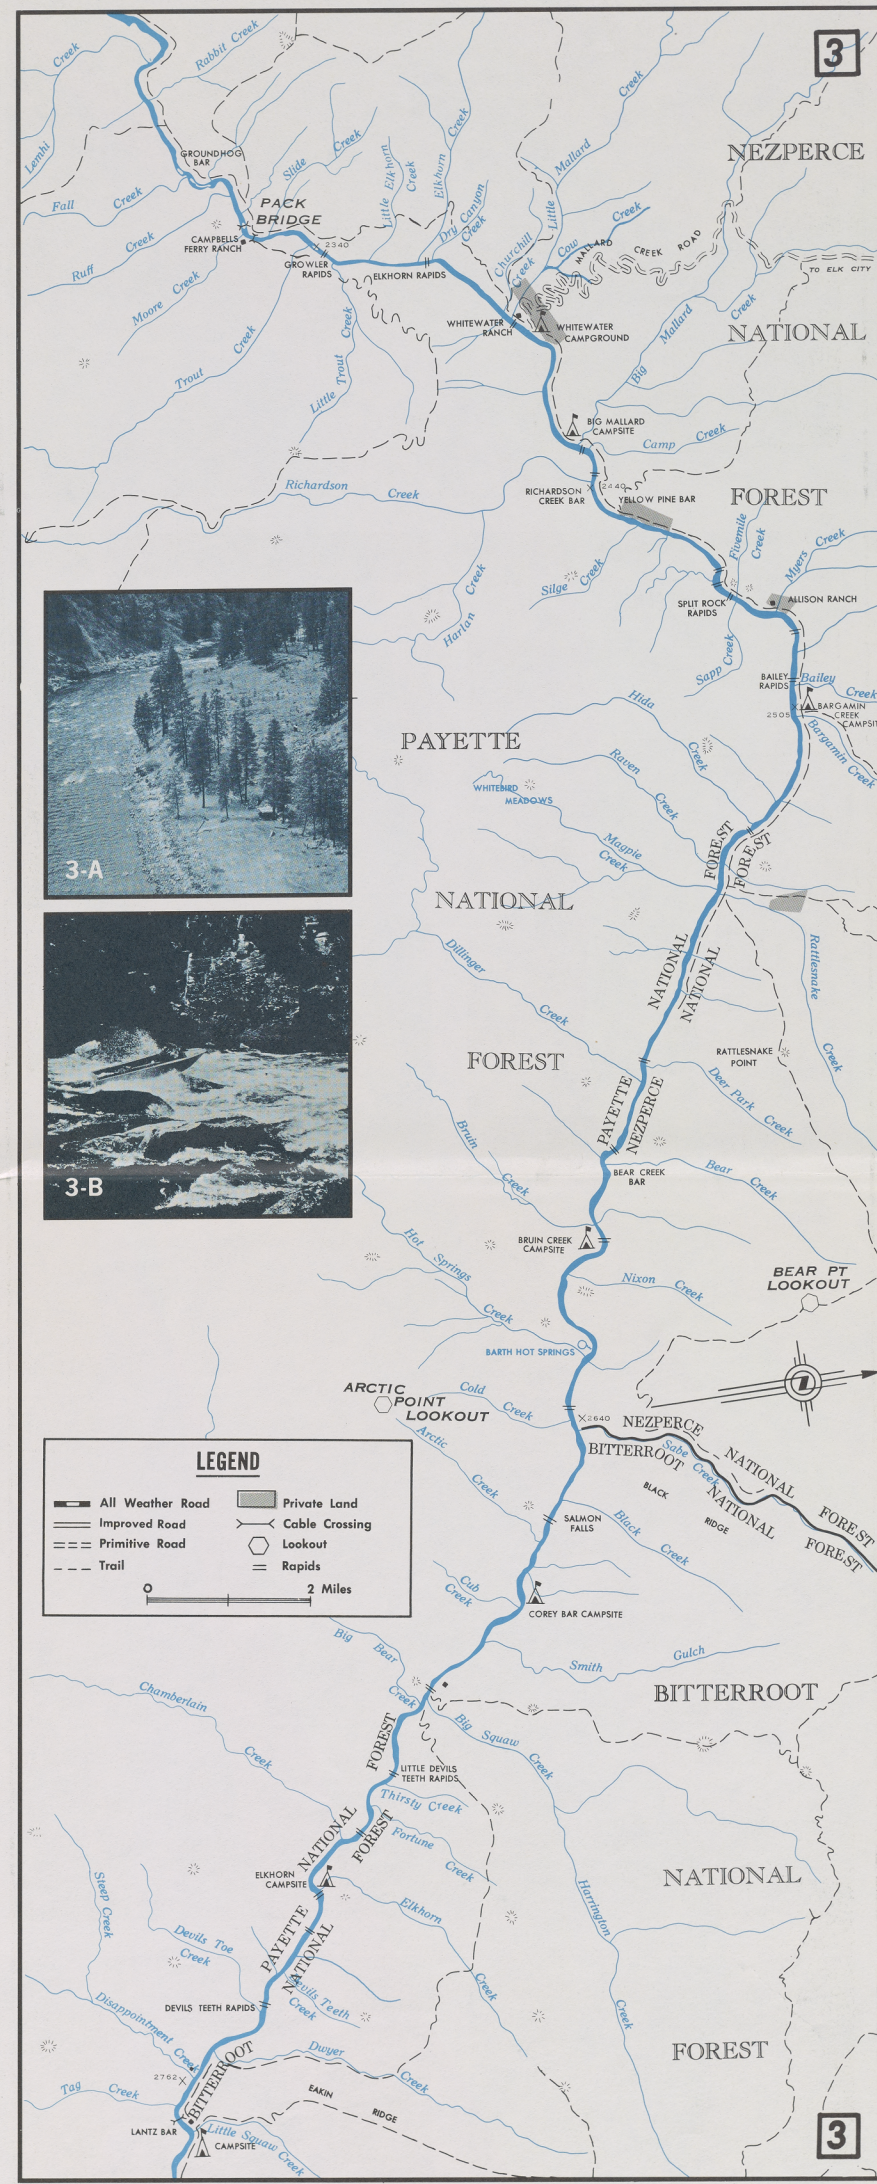 3
Creek
Rabbit Creek
Lemhi
NEZPERCE
GROUNDHOG
BAR
Slide Creek
Little Elkhorn
Creek
Elkhorn Creek
Dry Canyon
Creek
Little Mallard Creek
Fall Creek
PACK
BRIDGE
2340
CAMPBELLS
FERRY RANCH
GROWLER
RAPIDS
ELKHORN RAPIDS
Churchill
Creek
Cow Creek
MALLARD CREEK ROAD
TO ELK CITY
Ruff Creek
Moore Creek
Trout Creek
Little Trout Creek
WHITEWATER
RANCH
WHITEWATER
CAMPGROUND
Big Mallard Creek
NATIONAL
BIG MALLARD
CAMPSITE
Camp Creek
Richardson Creek
RICHARDSON
CREEK BAR
2440
YELLOW PINE BAR
FOREST
Fivemile
Creek
Myers Creek
Silge Creek
Harlan Creek
SPLIT ROCK
RAPIDS
ALLISON RANCH
Sapp Creek
BAILEY
RAPIDS
Bailey Creek
BARGAMIN
CREEK
CAMPSIT
2505
Bargamin Creek
Hida Creek
PAYETTE
Raven Creek
WHITEBIRD
MEADOWS
Magpie
Creek
FOREST
FOREST
3-A
NATIONAL
NATIONAL
NATIONAL
Rattlesnake Creek
Dillinger Creek
FOREST
RATTLESNAKE
POINT
Deer Park Creek
PAYETTE
NEZPERCE
3-B
Bruin Creek
BEAR CREEK
BAR
Bear Creek
BRUIN CREEK
CAMPSITE
Hot Springs Creek
Nixon Creek
BEAR PT
LOOKOUT
BARTH HOT SPRINGS
ARCTIC
POINT
LOOKOUT
Cold Creek
Arctic Creek
2640
NEZPERCE NATIONAL FOREST
BITTERROOT NATIONAL FOREST
Sabe
Creek
BLACK
RIDGE
LEGEND
All Weather Road
Improved Road
Primitive Road
Trail
Private Land
Cable Crossing
Lookout
Rapids
0 2 Miles
SALMON
FALLS
Black Creek
Cub
Creek
COREY BAR CAMPSITE
Big Bear Creek
Smith Gulch
BITTERROOT
Chamberlain Creek
Big Squaw Creek
FOREST
LITTLE DEVILS
TEETH RAPIDS
Thirsty Creek
NATIONAL
FOREST
Fortune Creek
ELKHORN
CAMPSITE
Elkhorn Creek
Harrington Creek
NATIONAL
Steep Creek
Devils Toe
Creek
PAYETTE
NATIONAL
Devils Teeth
Creek
DEVILS TEETH RAPIDS
Disappointment Creek
Dwyer Creek
FOREST
2762
BITTERROOT
Tag Creek
EAKIN
RIDGE
LANTZ BAR
CAMPSITE
Little Squaw Creek
3